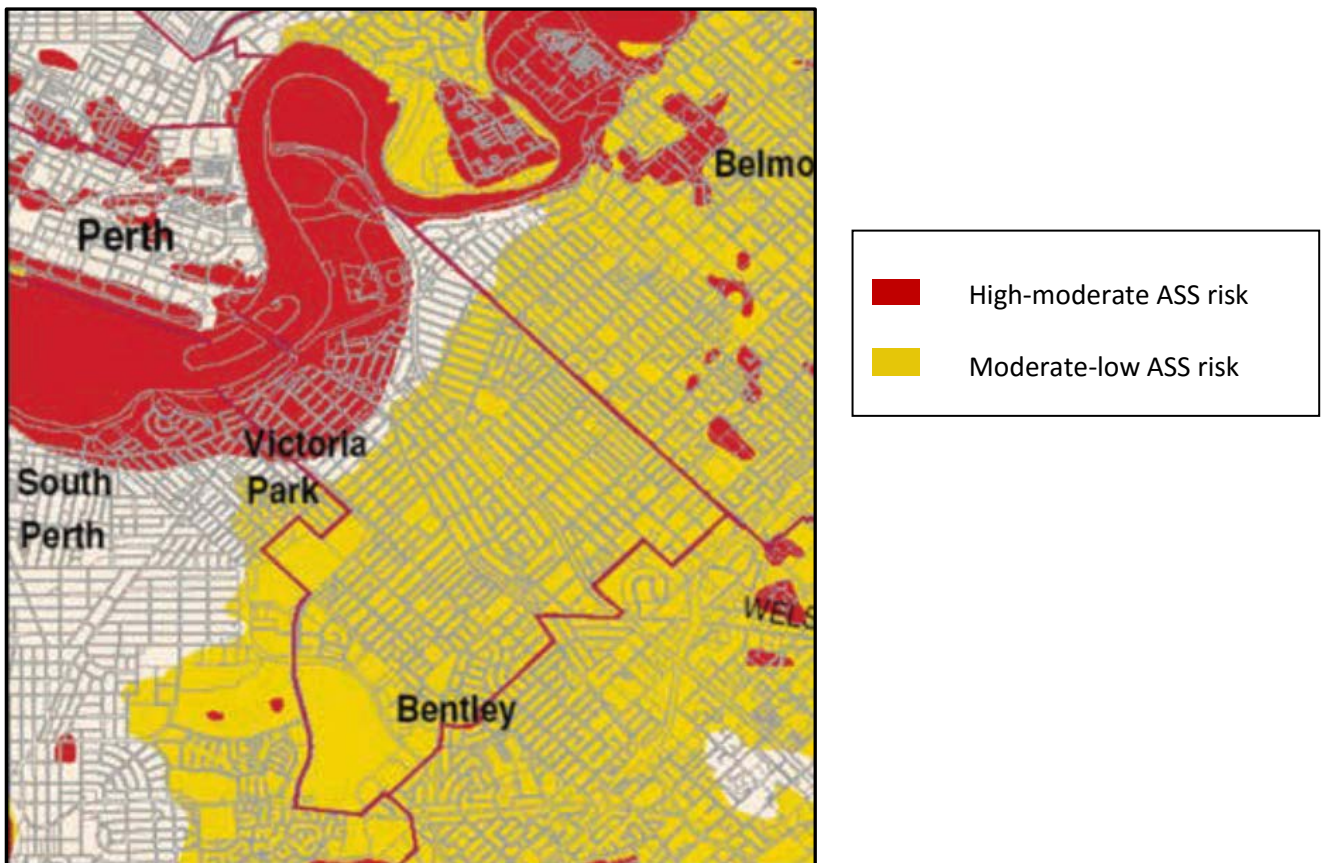 Belmo
Perth
High-moderate ASS risk
Moderate-low ASS risk
Victoria
Park
South
Perth
WELS
Bentley